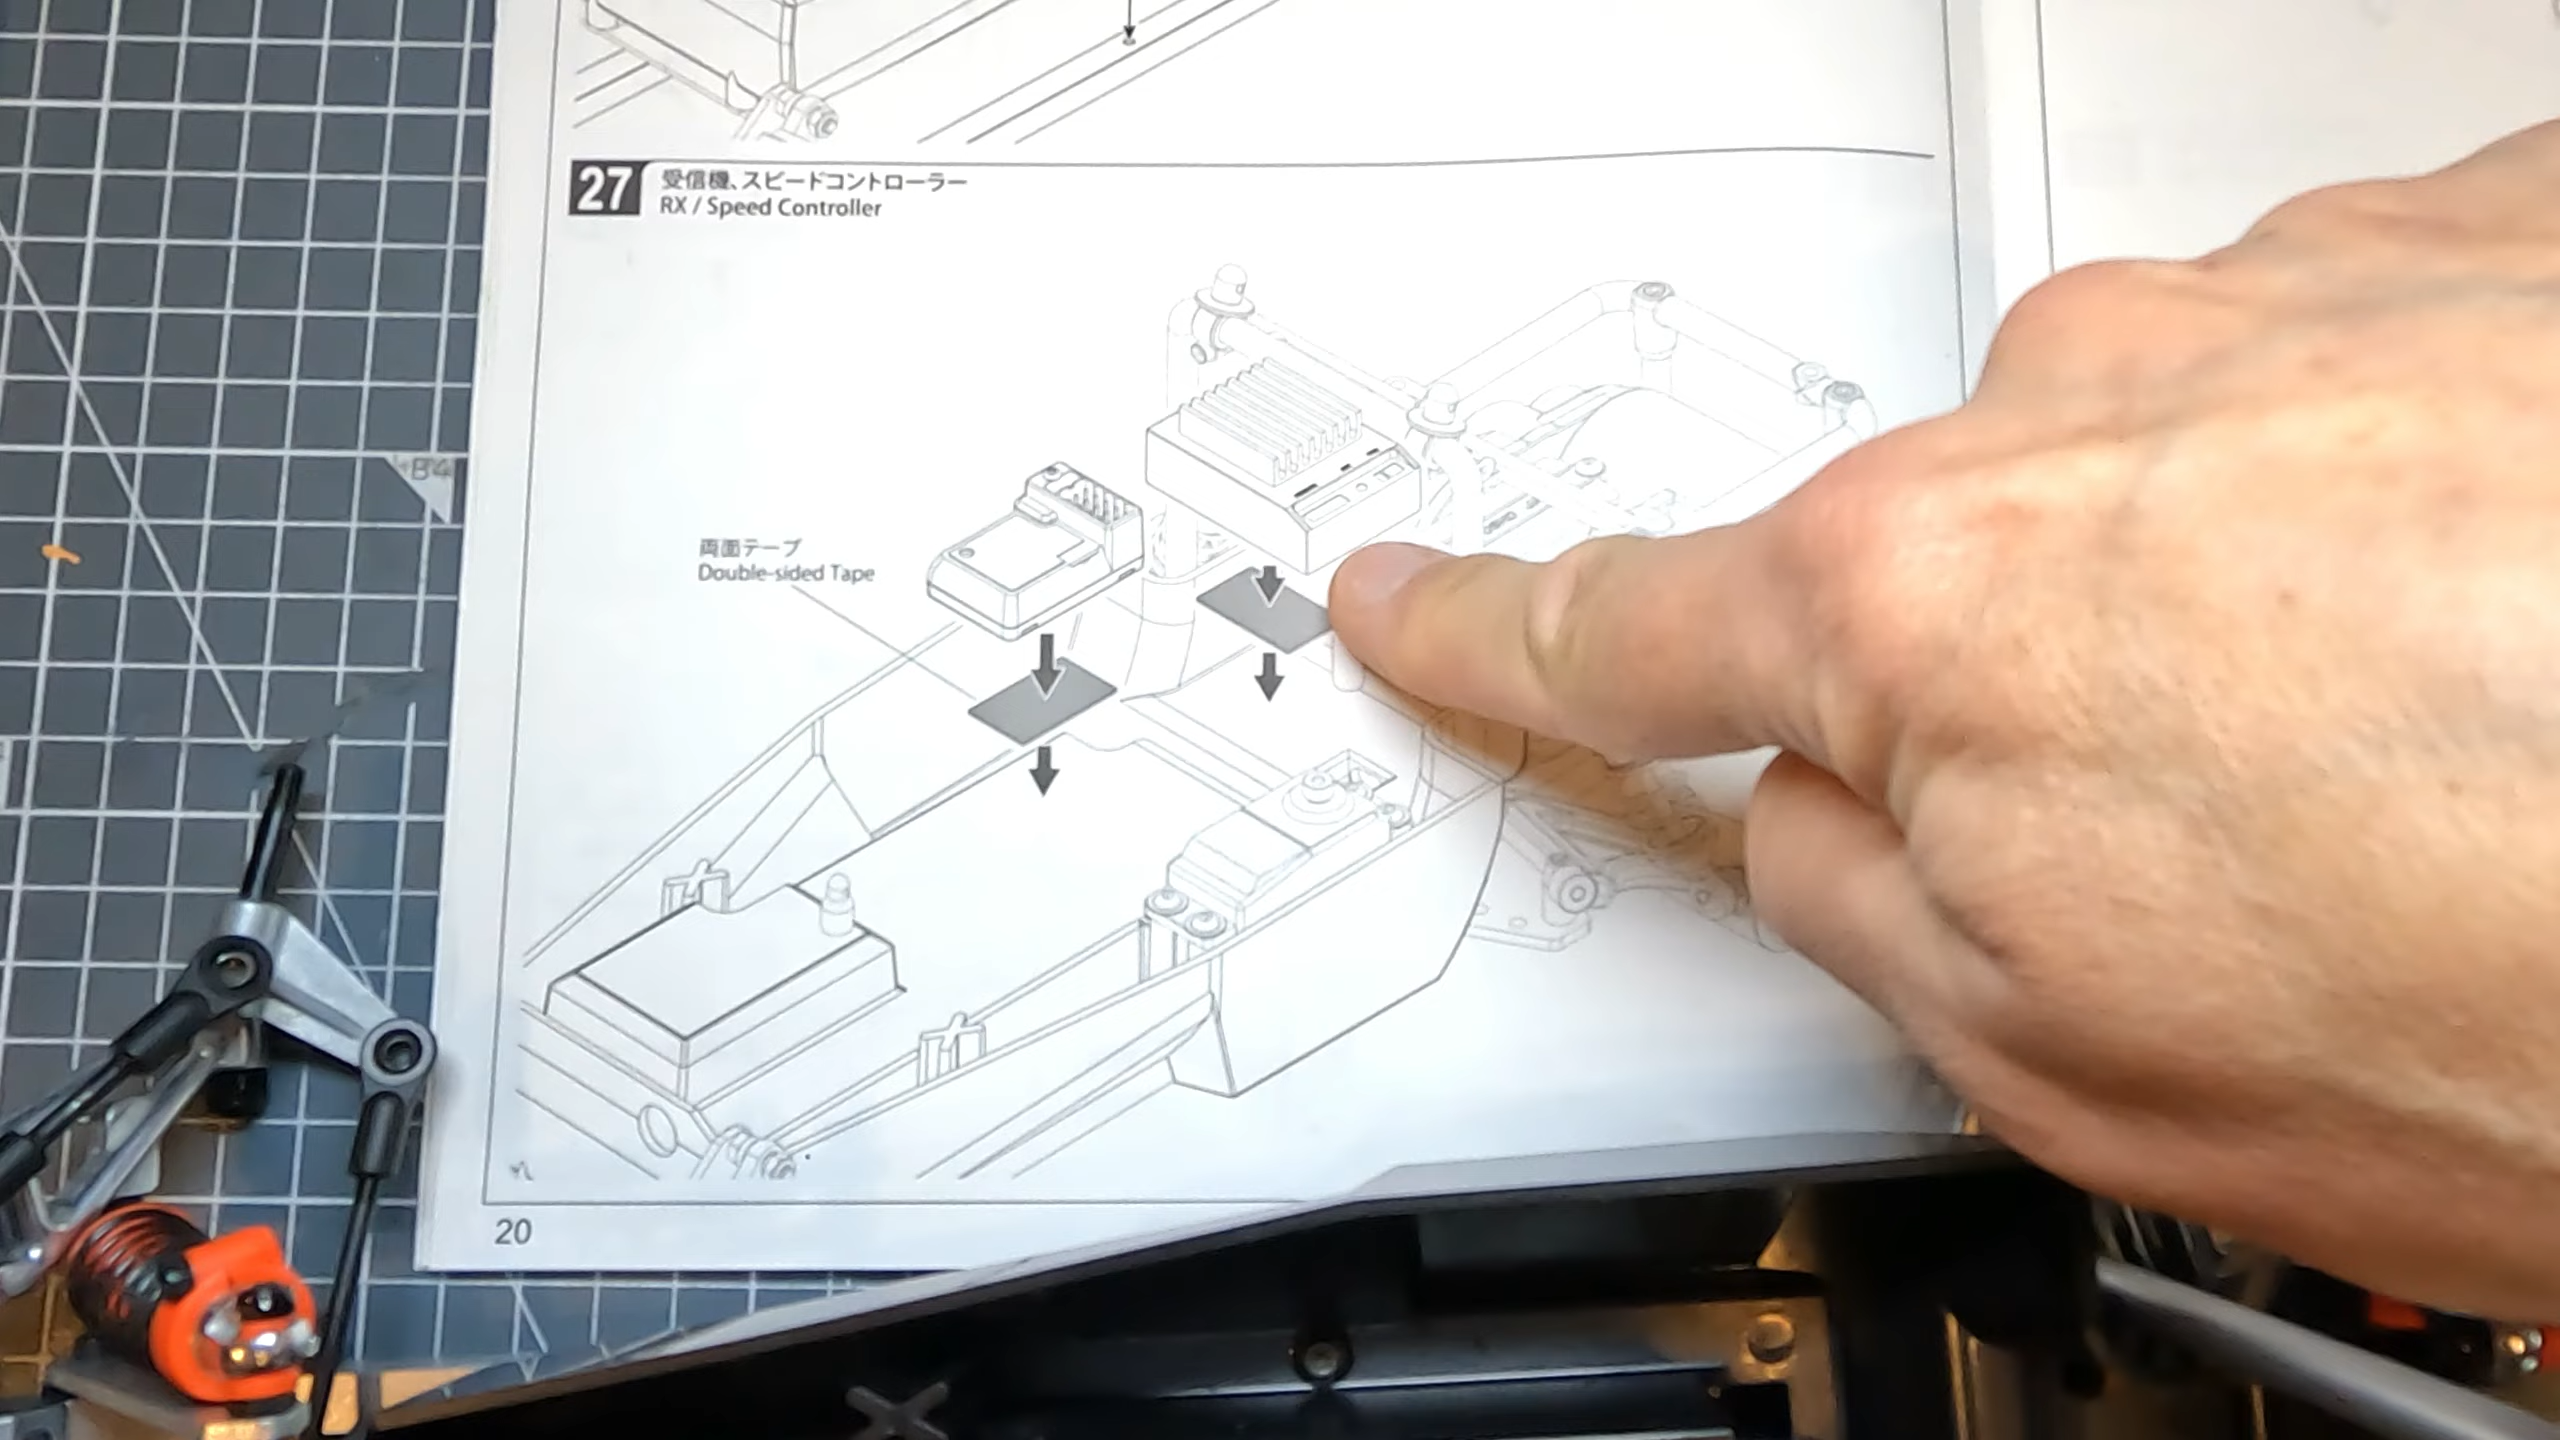 27
受信機、スピードコントローラー
RX / Speed Controller
両面テープ
Double-sided Tape
20